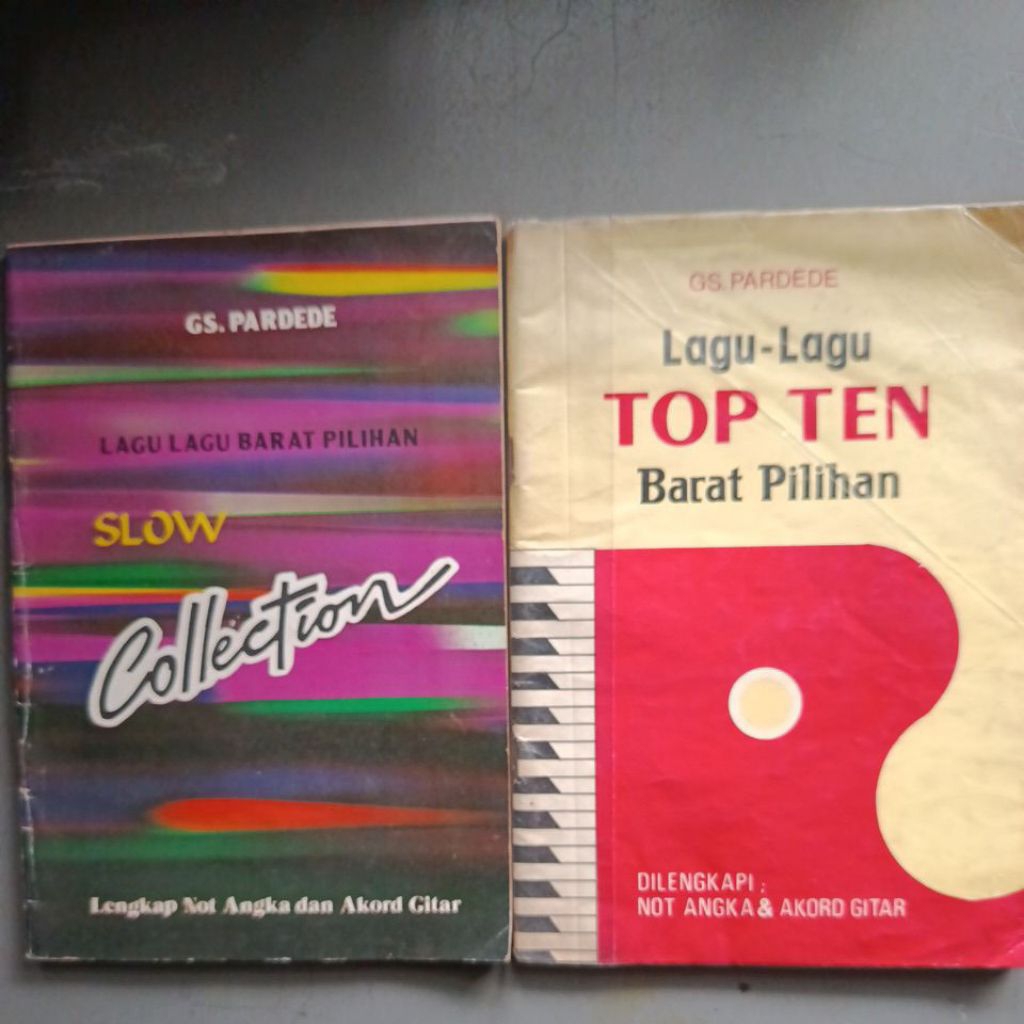 GS. PARDEDE
LAGU LAGU BARAT PILIHAN
SLOW
Collection
Lengkap Not Angka dan Akord Gitar
GS. PARDEDE
Lagu-Lagu
TOP TEN
Barat Pilihan
DILENGKAPI :
NOT ANGKA & AKORD GITAR